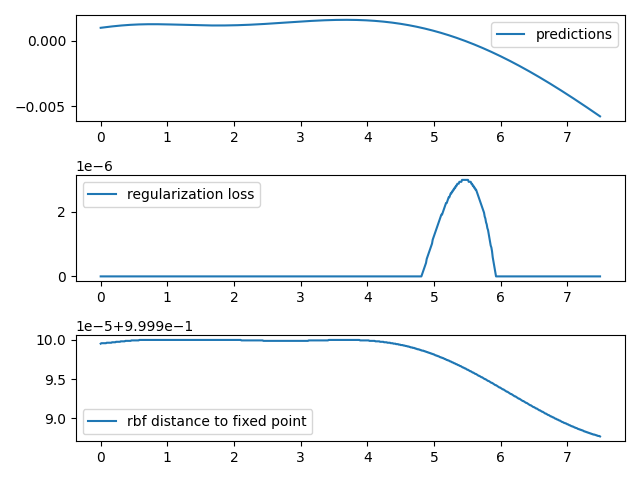 0.000
−0.005
predictions
0 1 2 3 4 5 6 7
1e−6
2
0
regularization loss
0 1 2 3 4 5 6 7
1e−5+9.999e−1
10.0
9.5
9.0
rbf distance to fixed point
0 1 2 3 4 5 6 7